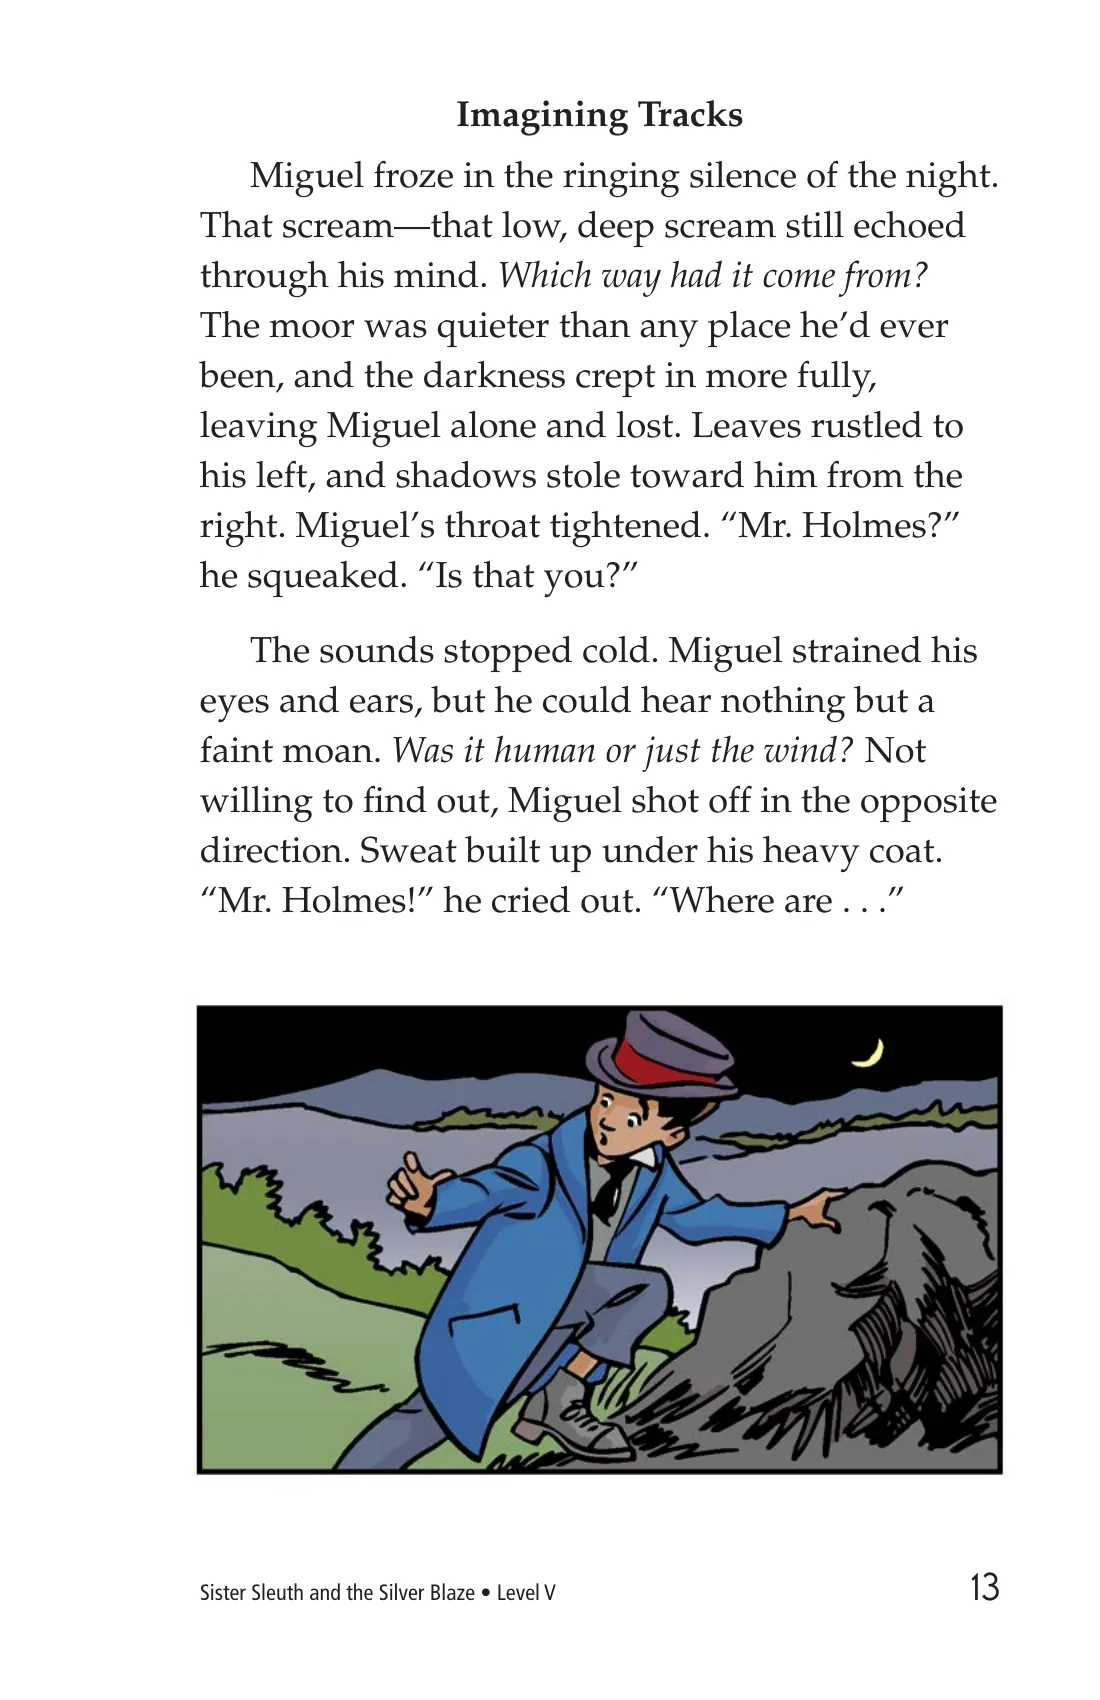 Imagining Tracks
Miguel froze in the ringing silence of the night.
That scream—that low, deep scream still echoed
through his mind. Which way had it come from?
The moor was quieter than any place he’d ever
been, and the darkness crept in more fully,
leaving Miguel alone and lost. Leaves rustled to
his left, and shadows stole toward him from the
right. Miguel’s throat tightened. “Mr. Holmes?”
he squeaked. “Is that you?”
The sounds stopped cold. Miguel strained his
eyes and ears, but he could hear nothing but a
faint moan. Was it human or just the wind? Not
willing to find out, Miguel shot off in the opposite
direction. Sweat built up under his heavy coat.
“Mr. Holmes!” he cried out. “Where are . . .”
Sister Sleuth and the Silver Blaze • Level V
13